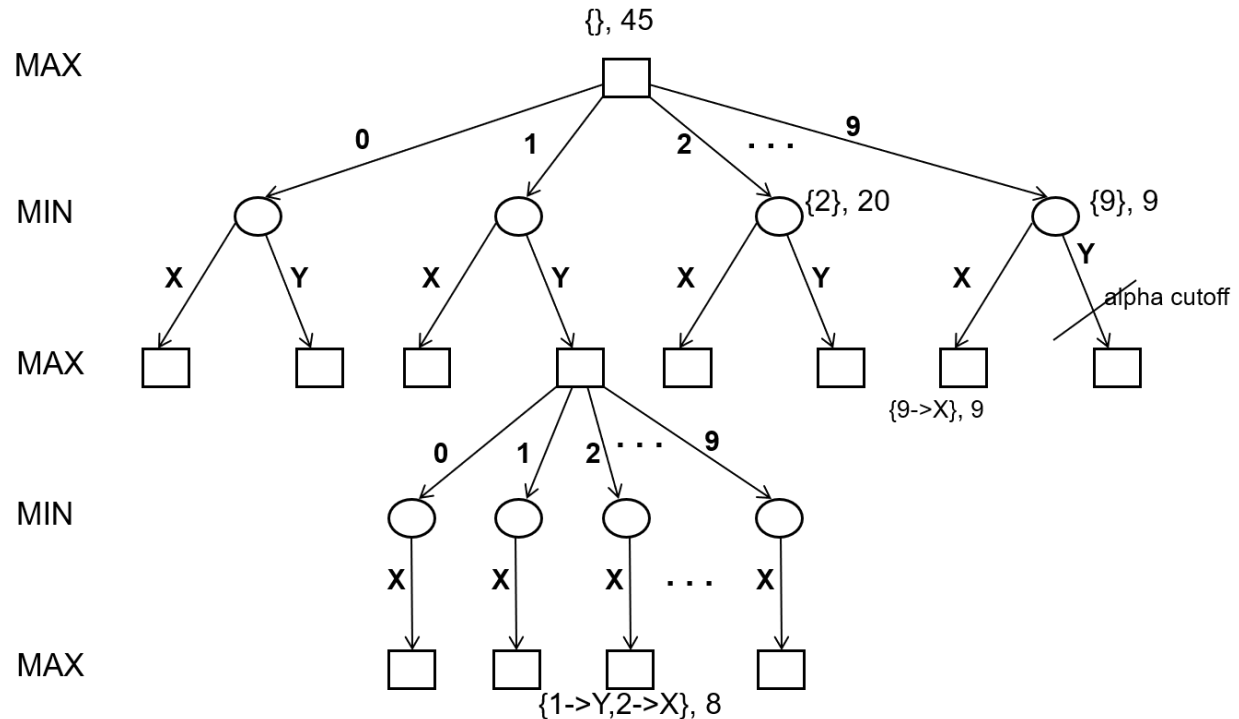 {}, 45
MAX
0
1
2
. . .
9
MIN
{2}, 20
{9}, 9
X
Y
X
Y
X
Y
X
Y
alpha cutoff
MAX
{9->X}, 9
0
1
2
. . .
9
MIN
X
X
X
. . .
X
MAX
{1->Y,2->X}, 8